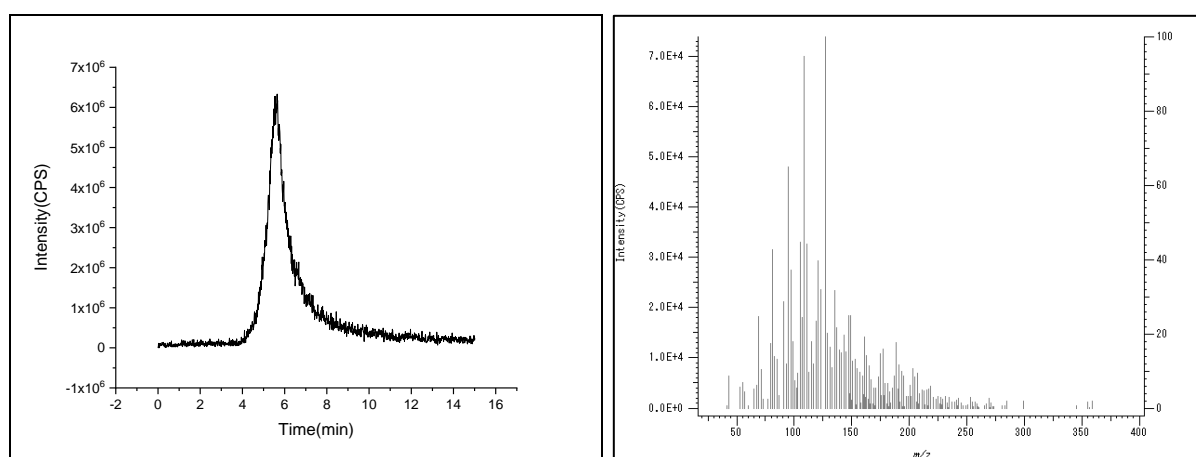 7x10⁶
6x10⁶
5x10⁶
4x10⁶
3x10⁶
2x10⁶
1x10⁶
0
-1x10⁶
Intensity(CPS)
-2 0 2 4 6 8 10 12 14 16
Time(min)
7.0E+4
6.0E+4
5.0E+4
4.0E+4
3.0E+4
2.0E+4
1.0E+4
0.0E+0
Intensity(CPS)
100
80
60
40
20
0
50 100 150 200 250 300 350 400
m/z